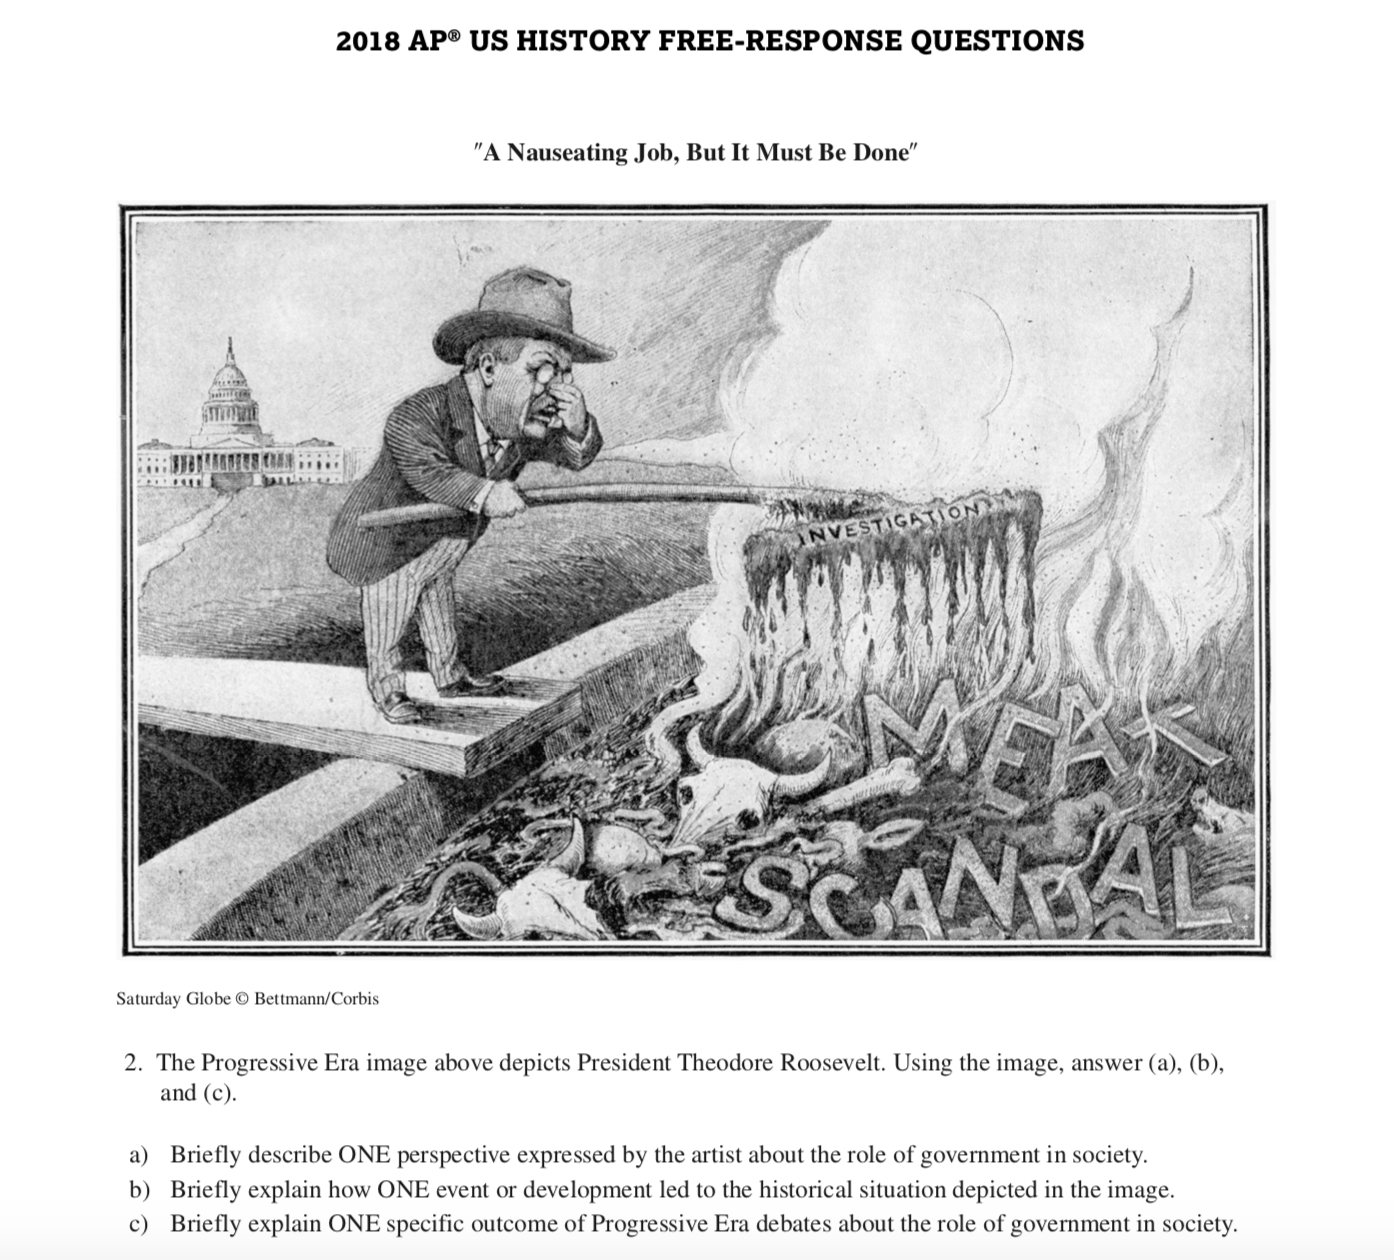 2018 AP® US HISTORY FREE-RESPONSE QUESTIONS
"A Nauseating Job, But It Must Be Done"
INVESTIGATION
MEAT
SCANDAL
Saturday Globe © Bettmann/Corbis
2. The Progressive Era image above depicts President Theodore Roosevelt. Using the image, answer (a), (b),
and (c).
a) Briefly describe ONE perspective expressed by the artist about the role of government in society.
b) Briefly explain how ONE event or development led to the historical situation depicted in the image.
c) Briefly explain ONE specific outcome of Progressive Era debates about the role of government in society.